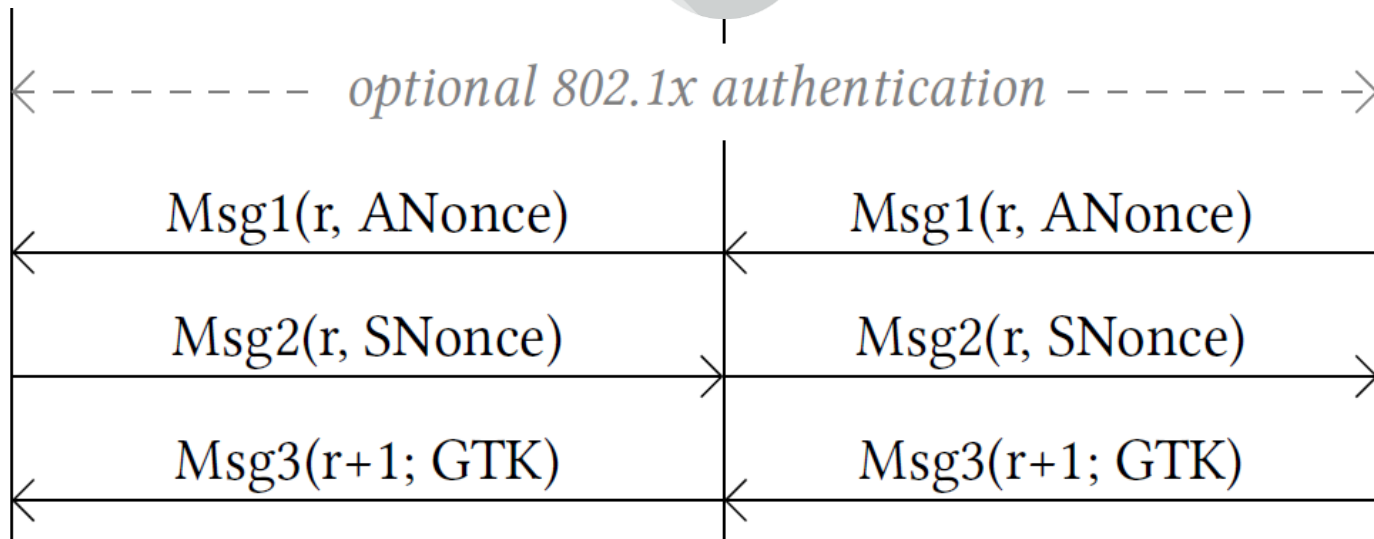 optional 802.1x authentication
Msg1(r, ANonce) Msg1(r, ANonce)
Msg2(r, SNonce) Msg2(r, SNonce)
Msg3(r+1; GTK) Msg3(r+1; GTK)